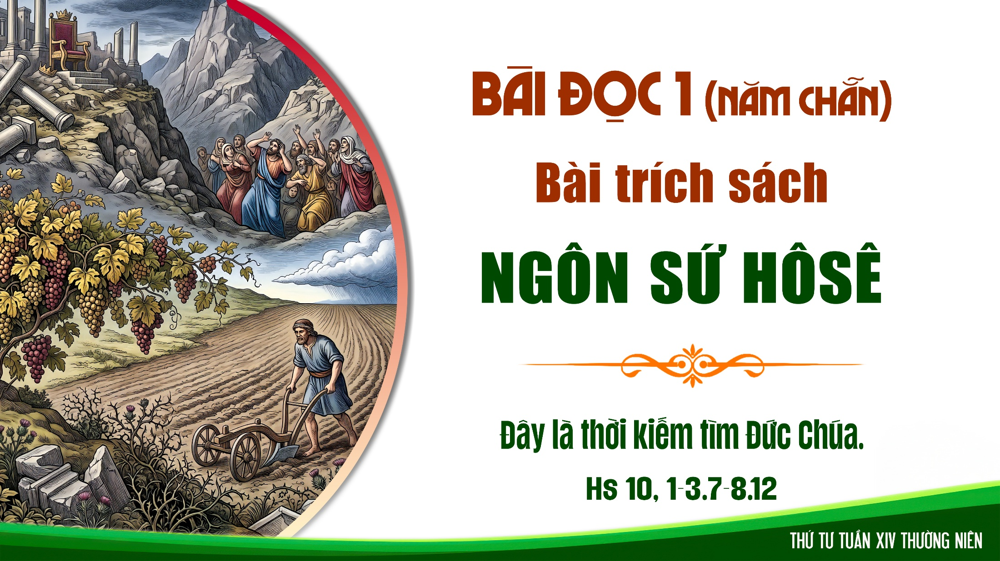 BÀI ĐỌC 1 (NĂM CHẴN)
Bài trích sách
NGÔN SỨ HÔSÊ
Đây là thời kiếm tìm Đức Chúa.
Hs 10, 1-3.7-8.12
THỨ TƯ TUẦN XIV THƯỜNG NIÊN